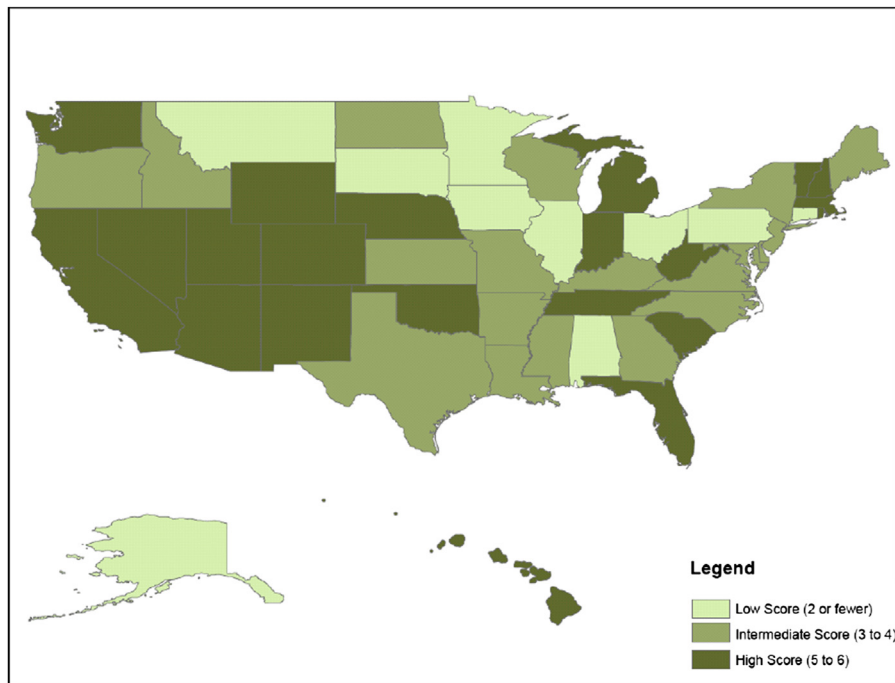 Legend
Low Score (2 or fewer)
Intermediate Score (3 to 4)
High Score (5 to 6)